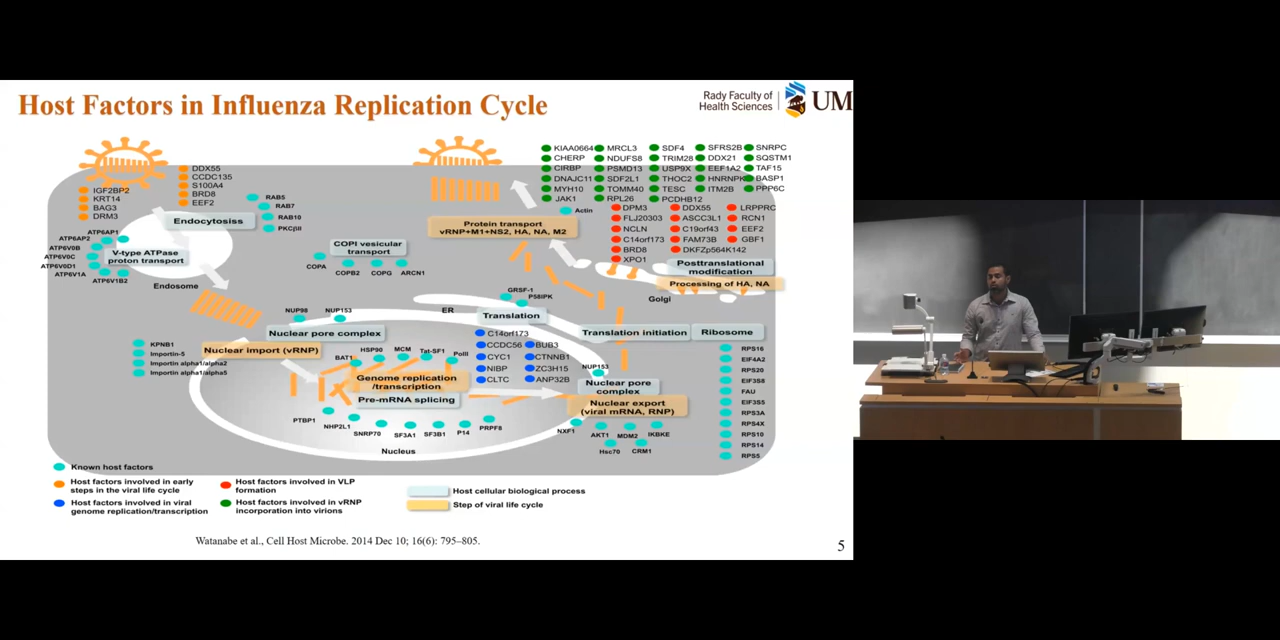 Host Factors in Influenza Replication Cycle
Rady Faculty of
Health Sciences
UM
KIAA0664
MRCL3
SDF4
SFRS2B
SNRPC
CHERP
NDUFS8
TRIM28
DDX21
SQSTM1
CIRBP
PSMD13
USP9X
EEF1A2
TAF15
DNAJC11
SDF2L1
THOC2
HNRNPK
BASP1
MYH10
TOMM40
TESC
ITM2B
PPP6C
JAK1
RPL26
PCDHB12
Actin
DPM3
DDX55
LRPPRC
FLJ20303
ASCC3L1
RCN1
NCLN
C19orf43
EEF2
C14orf173
FAM73B
GBF1
BRD8
DKFZp564K142
XPO1
DDX55
CCDC135
S100A4
BRD8
EEF2
IGF2BP2
KRT14
BAG3
DRM3
RAB5
RAB7
RAB10
PKCβII
Endocytosiss
ATP6AP1
ATP6AP2
ATP6V0B
ATP6V0C
ATP6V0D1
ATP6V1A
ATP6V1B2
V-type ATPase
proton transport
Endosome
COPI vesicular
transport
COPA
COPB2
COPG
ARCN1
Protein transport
vRNP+M1+NS2, HA, NA, M2
Posttranslational
modification
Processing of HA, NA
Golgi
GRSF-1
P58IPK
ER
Translation
Translation initiation
Ribosome
NUP98
NUP153
Nuclear pore complex
Nuclear import (vRNP)
KPNB1
Importin-5
Importin alpha1/alpha2
Importin alpha1/alpha5
BAT1
HSP90
MCM
Tat-SF1
PolII
C14orf173
CCDC56
BUB3
CYC1
CTNNB1
NIBP
ZC3H15
CLTC
ANP32B
Genome replication
/transcription
Pre-mRNA splicing
NUP153
Nuclear pore
complex
Nuclear export
(viral mRNA, RNP)
PTBP1
NHP2L1
SNRP70
SF3A1
SF3B1
P14
PRPF8
Nucleus
NXF1
AKT1
MDM2
IKBKE
Hsc70
CRM1
RPS16
EIF4A2
RPS20
EIF3S8
FAU
EIF3S5
RPS3A
RPS4X
RPS10
RPS14
RPS5
Known host factors
Host factors involved in early
steps in the viral life cycle
Host factors involved in viral
genome replication/transcription
Host factors involved in VLP
formation
Host factors involved in vRNP
incorporation into virions
Host cellular biological process
Step of viral life cycle
Watanabe et al., Cell Host Microbe. 2014 Dec 10; 16(6): 795–805.
5